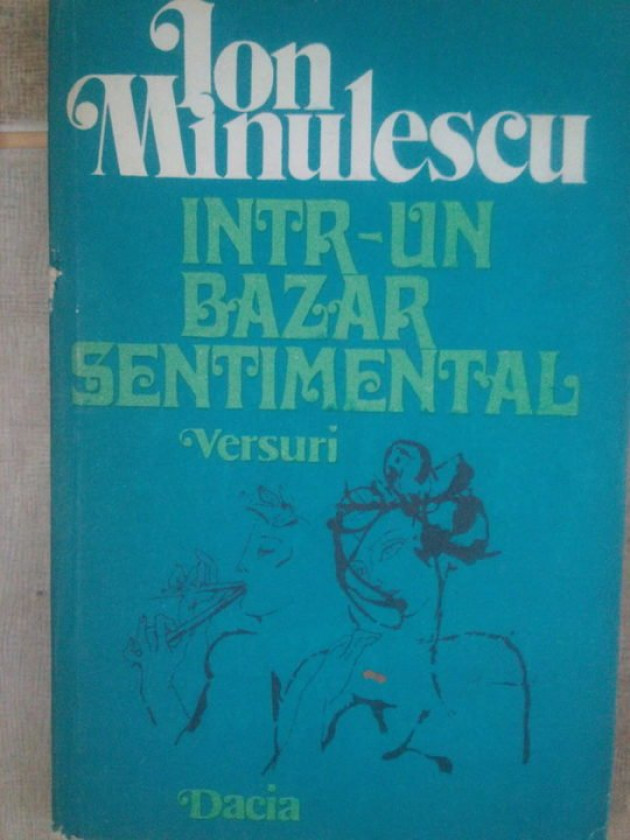 Ion
Minulescu
INTR-UN
BAZAR
SENTIMENTAL
Versuri
Dacia